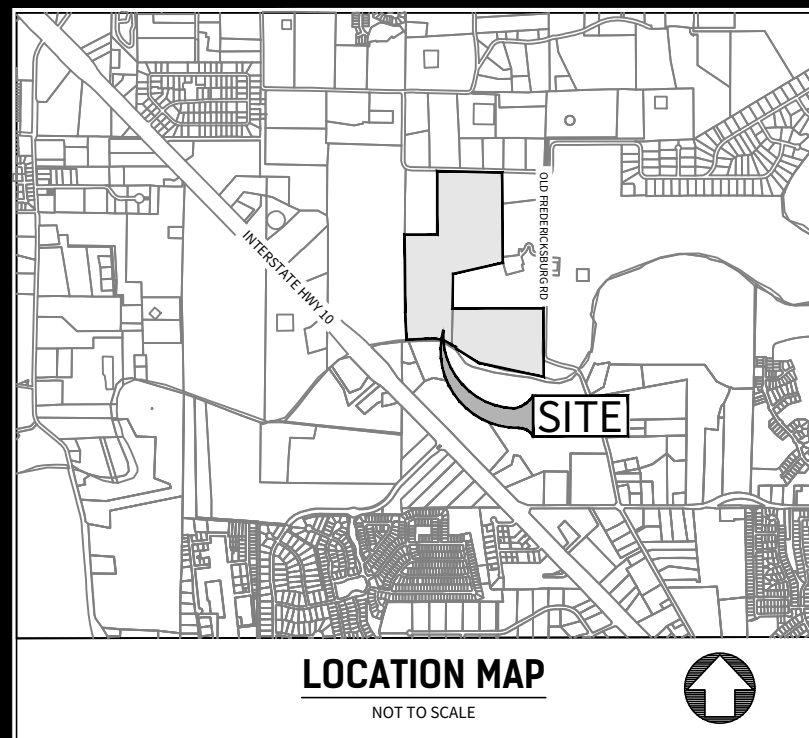 OLD FREDERICKSBURG RD
INTERSTATE HWY 10
SITE
LOCATION MAP
NOT TO SCALE